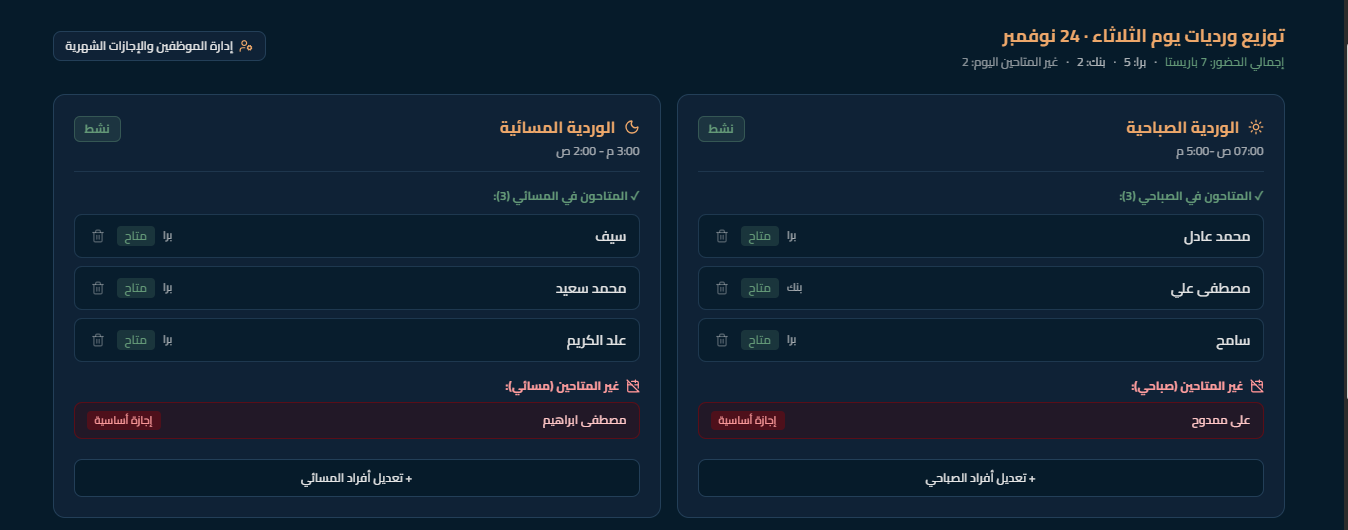 توزيع ورديات يوم الثلاثاء · 24 نوفمبر
إجمالي الحضور: 7 باريستا · برا: 5 · بنك: 2 · غير المتاحين اليوم: 2
إدارة الموظفين والإجازات الشهرية
الوردية الصباحية
نشط
07:00 ص -5:00 م
✓ المتاحون في الصباحي (3):
محمد عادل برا متاح
مصطفى علي بنك متاح
سامح برا متاح
غير المتاحين (صباحي):
على ممدوح إجازة أساسية
+ تعديل أفراد الصباحي
الوردية المسائية
نشط
3:00 م - 2:00 ص
✓ المتاحون في المسائي (3):
سيف برا متاح
محمد سعيد برا متاح
علد الكريم برا متاح
غير المتاحين (مسائي):
مصطفى ابراهيم إجازة أساسية
+ تعديل أفراد المسائي